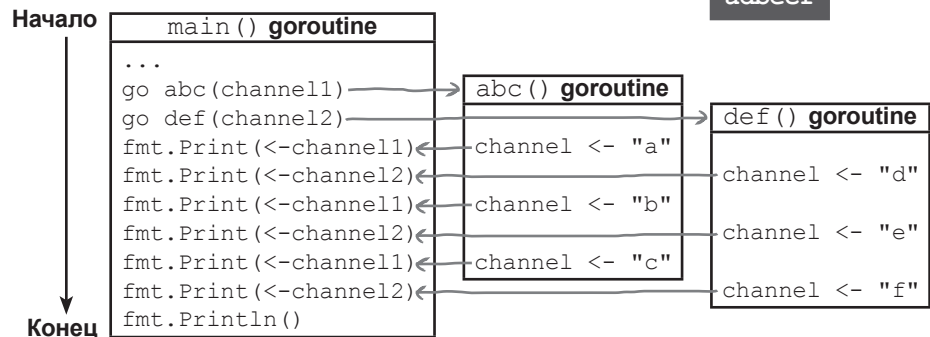 Начало
main() goroutine
...
go abc(channel1)
go def(channel2)
fmt.Print(<-channel1)
fmt.Print(<-channel2)
fmt.Print(<-channel1)
fmt.Print(<-channel2)
fmt.Print(<-channel1)
fmt.Print(<-channel2)
fmt.Println()
Конец
abc() goroutine
channel <- "a"
channel <- "b"
channel <- "c"
def() goroutine
channel <- "d"
channel <- "e"
channel <- "f"